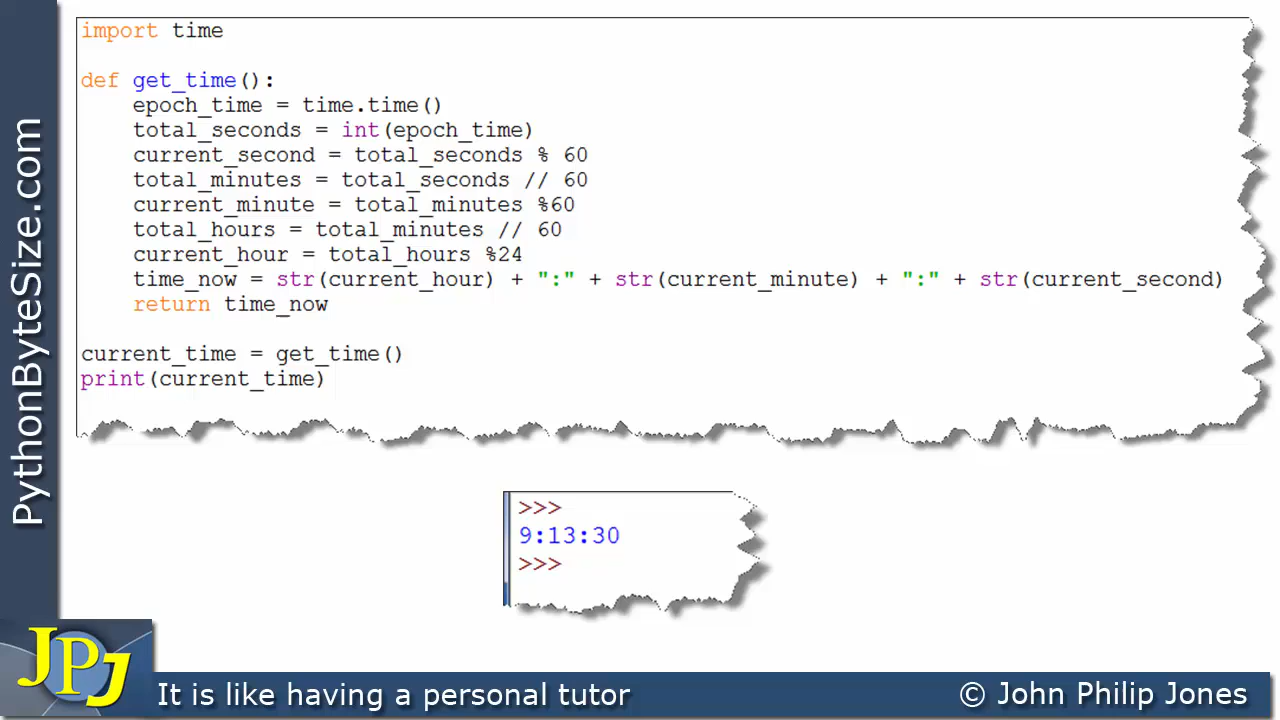 import time
def get_time():
    epoch_time = time.time()
    total_seconds = int(epoch_time)
    current_second = total_seconds % 60
    total_minutes = total_seconds // 60
    current_minute = total_minutes %60
    total_hours = total_minutes // 60
    current_hour = total_hours %24
    time_now = str(current_hour) + ":" + str(current_minute) + ":" + str(current_second)
    return time_now
current_time = get_time()
print(current_time)
>>>
9:13:30
>>>
PythonByteSize.com
JPJ
It is like having a personal tutor
© John Philip Jones